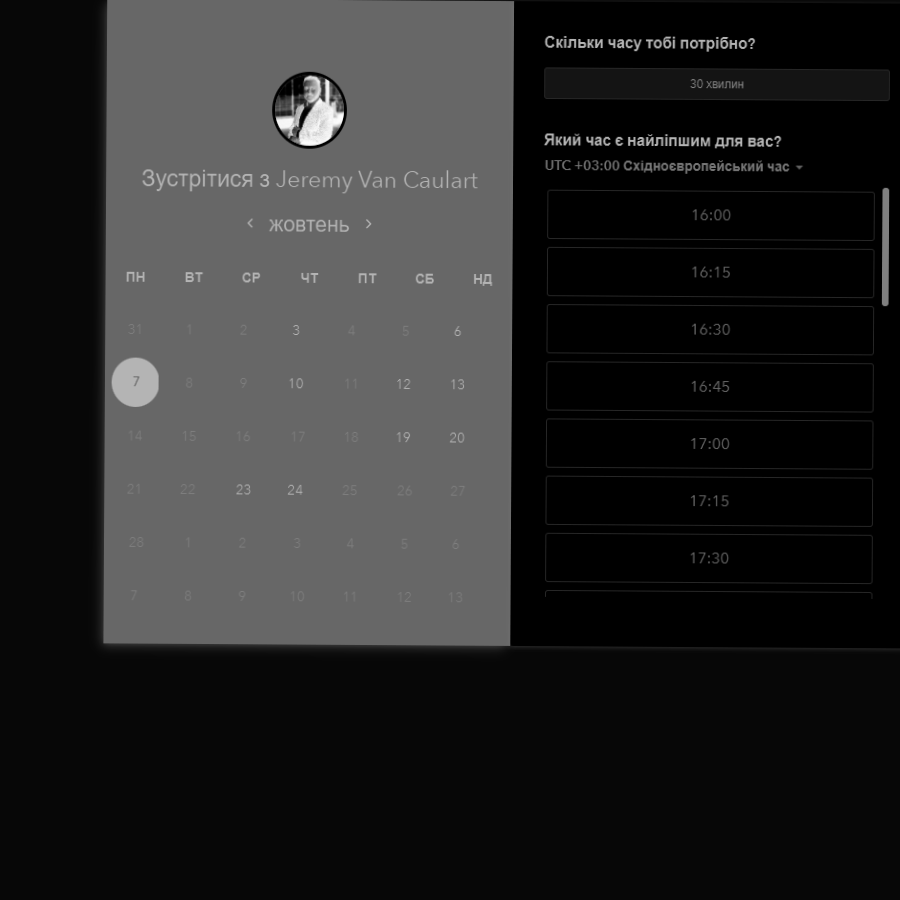 Зустрітися з Jeremy Van Caulart
‹ жовтень ›
ПН ВТ СР ЧТ ПТ СБ НД
31 1 2 3 4 5 6
7 8 9 10 11 12 13
14 15 16 17 18 19 20
21 22 23 24 25 26 27
28 1 2 3 4 5 6
7 8 9 10 11 12 13
Скільки часу тобі потрібно?
30 хвилин
Який час є найліпшим для вас?
UTC +03:00 Східноєвропейський час
16:00
16:15
16:30
16:45
17:00
17:15
17:30